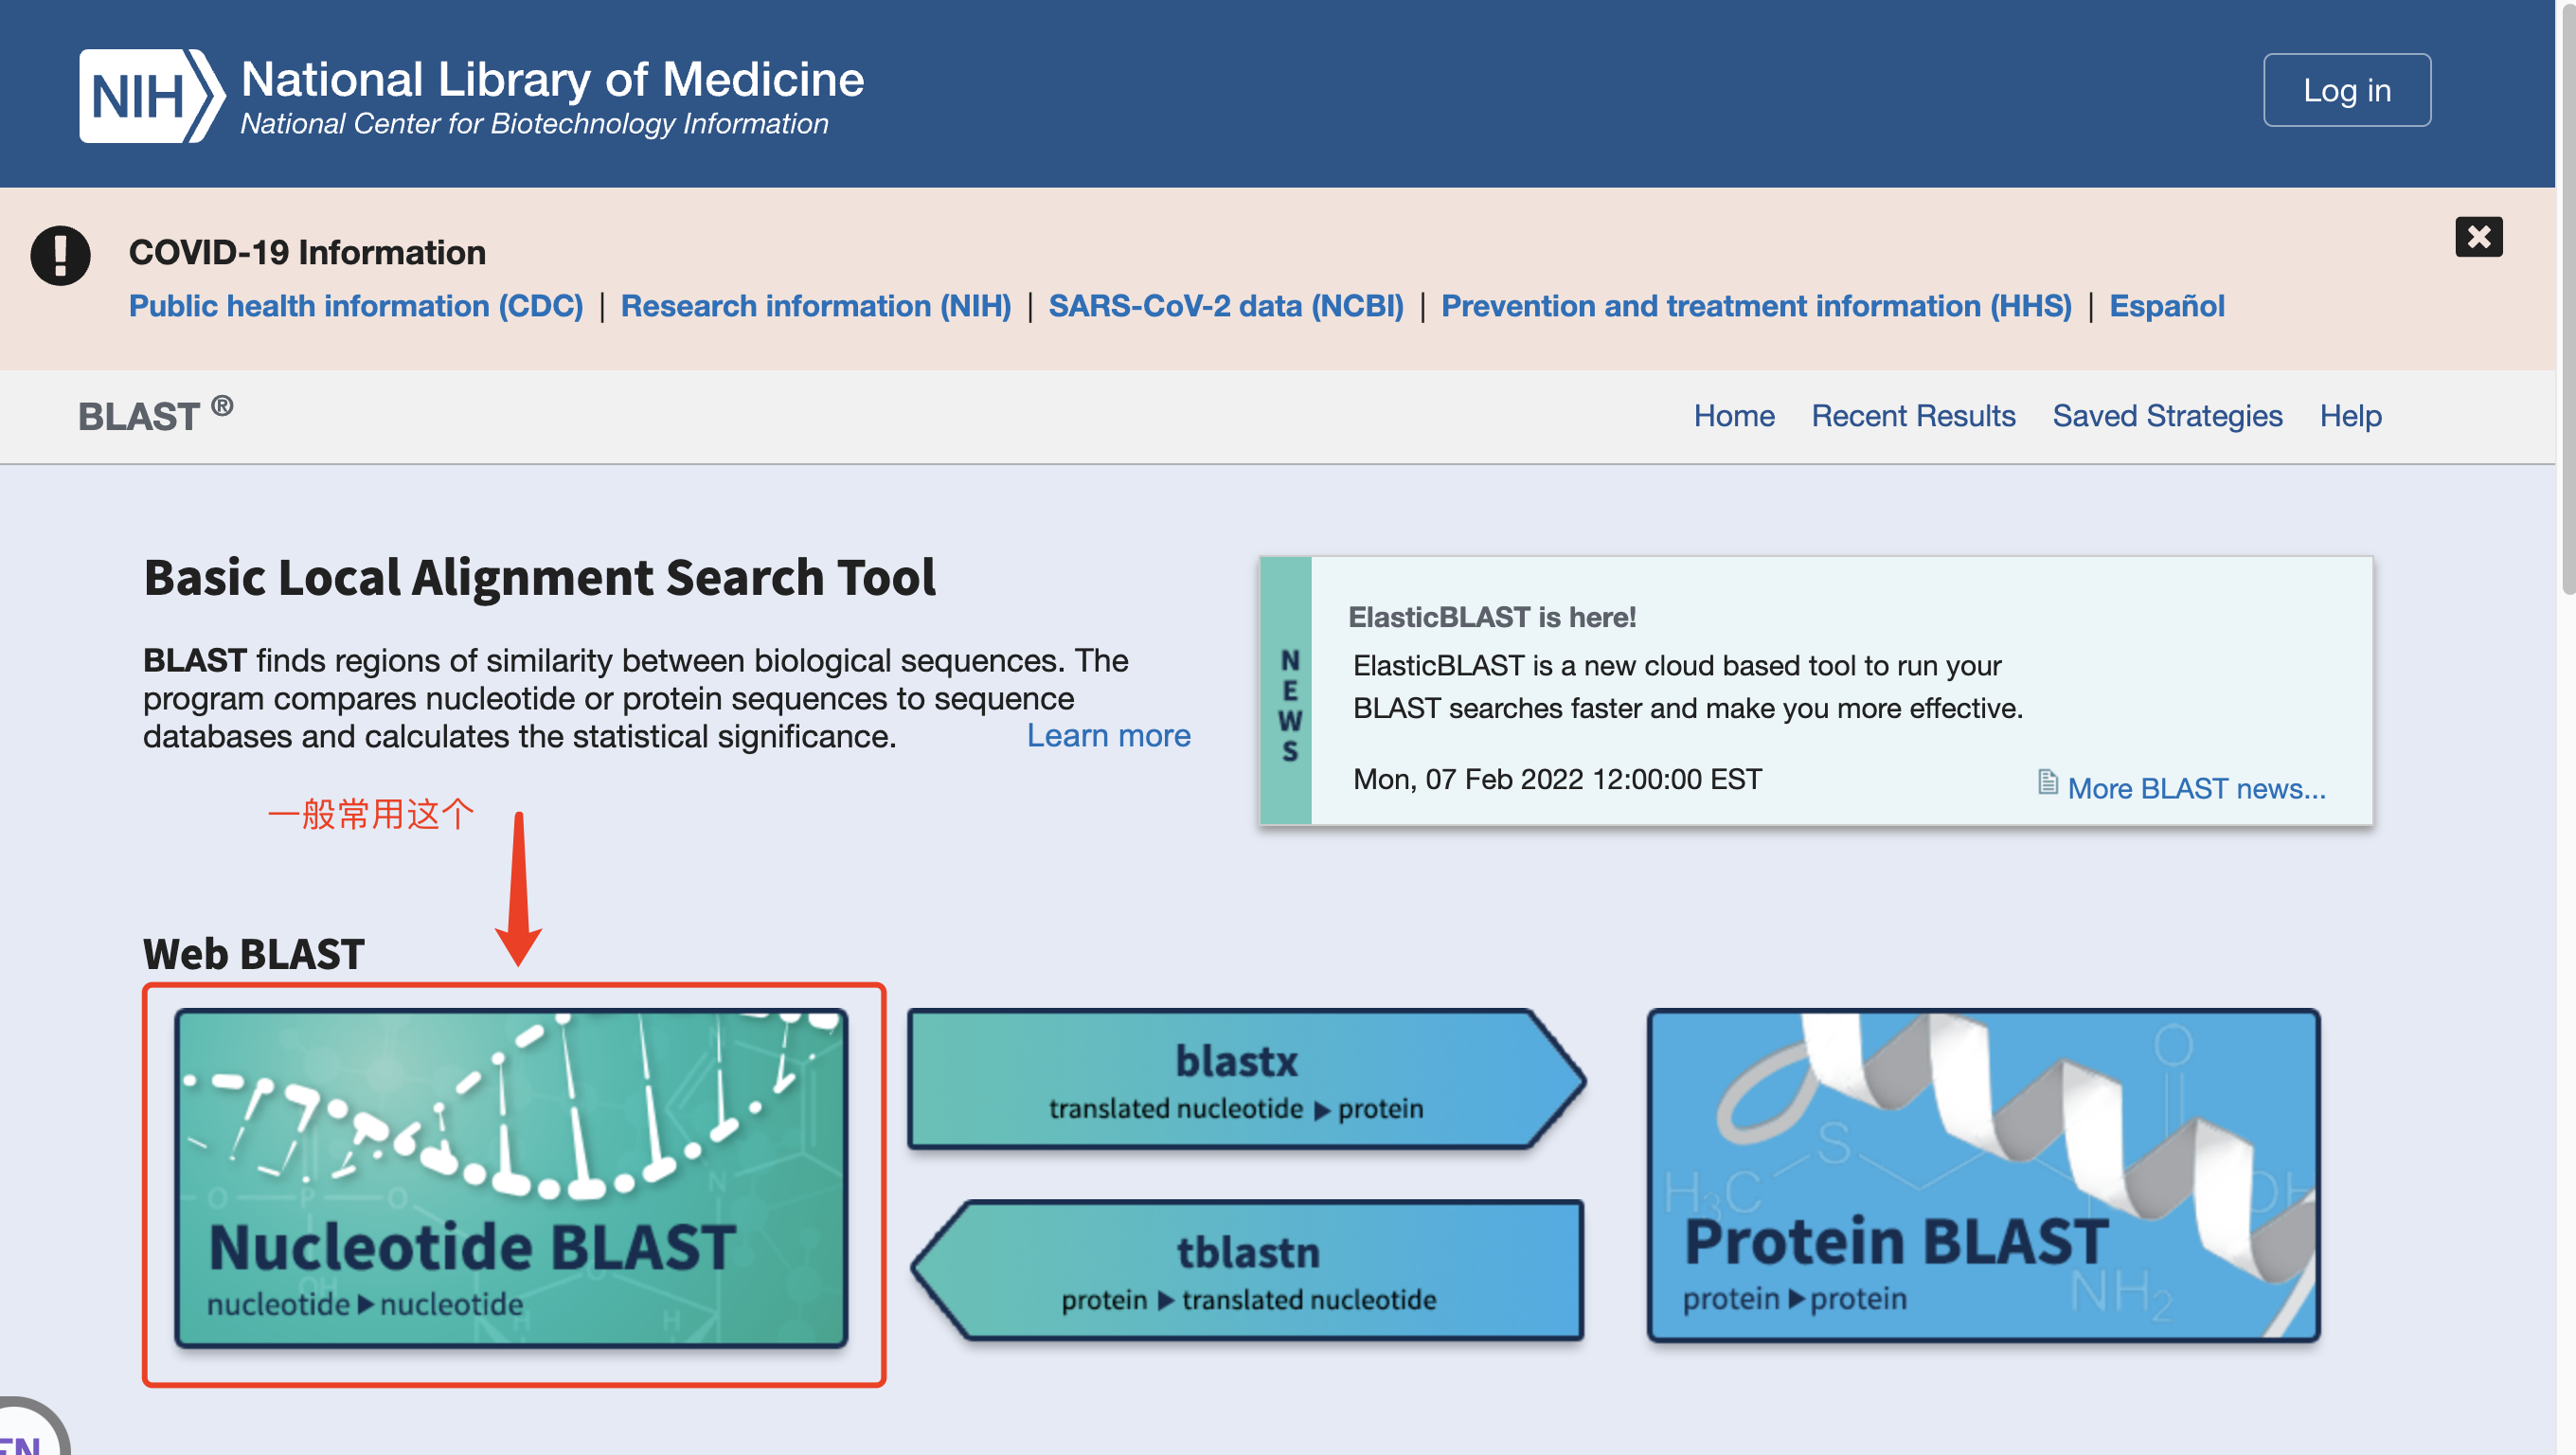 NIH
National Library of Medicine
National Center for Biotechnology Information
Log in
COVID-19 Information
Public health information (CDC) | Research information (NIH) | SARS-CoV-2 data (NCBI) | Prevention and treatment information (HHS) | Español
BLAST ®
Home Recent Results Saved Strategies Help
Basic Local Alignment Search Tool
BLAST finds regions of similarity between biological sequences. The
program compares nucleotide or protein sequences to sequence
databases and calculates the statistical significance.
Learn more
NEWS
ElasticBLAST is here!
ElasticBLAST is a new cloud based tool to run your
BLAST searches faster and make you more effective.
Mon, 07 Feb 2022 12:00:00 EST
More BLAST news...
一般常用这个
Web BLAST
O P O
N
OH
O
H
H
Nucleotide BLAST
nucleotide ▶ nucleotide
blastx
translated nucleotide ▶ protein
tblastn
protein ▶ translated nucleotide
O
S
H₃C
OH
NH₂
Protein BLAST
protein ▶ protein
EN